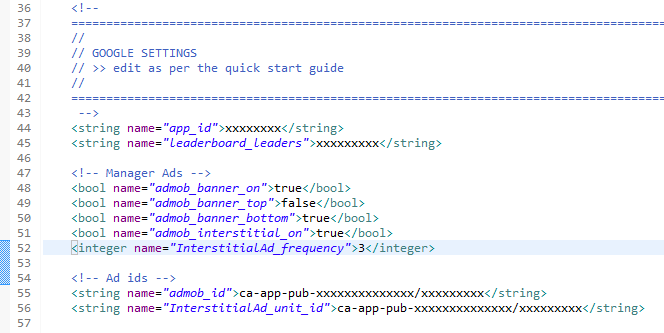 36 <!--
37 =====================================================================================
38 //
39 // GOOGLE SETTINGS
40 // >> edit as per the quick start guide
41 //
42 =====================================================================================
43 -->
44 <string name="app_id">xxxxxxxx</string>
45 <string name="leaderboard_leaders">xxxxxxxxx</string>
46
47 <!-- Manager Ads -->
48 <bool name="admob_banner_on">true</bool>
49 <bool name="admob_banner_top">false</bool>
50 <bool name="admob_banner_bottom">true</bool>
51 <bool name="admob_interstitial_on">true</bool>
52 <integer name="InterstitialAd_frequency">3</integer>
53
54 <!-- Ad ids -->
55 <string name="admob_id">ca-app-pub-xxxxxxxxxxxxxx/xxxxxxxxx</string>
56 <string name="InterstitialAd_unit_id">ca-app-pub-xxxxxxxxxxxxxx/xxxxxxxxx</string>
57